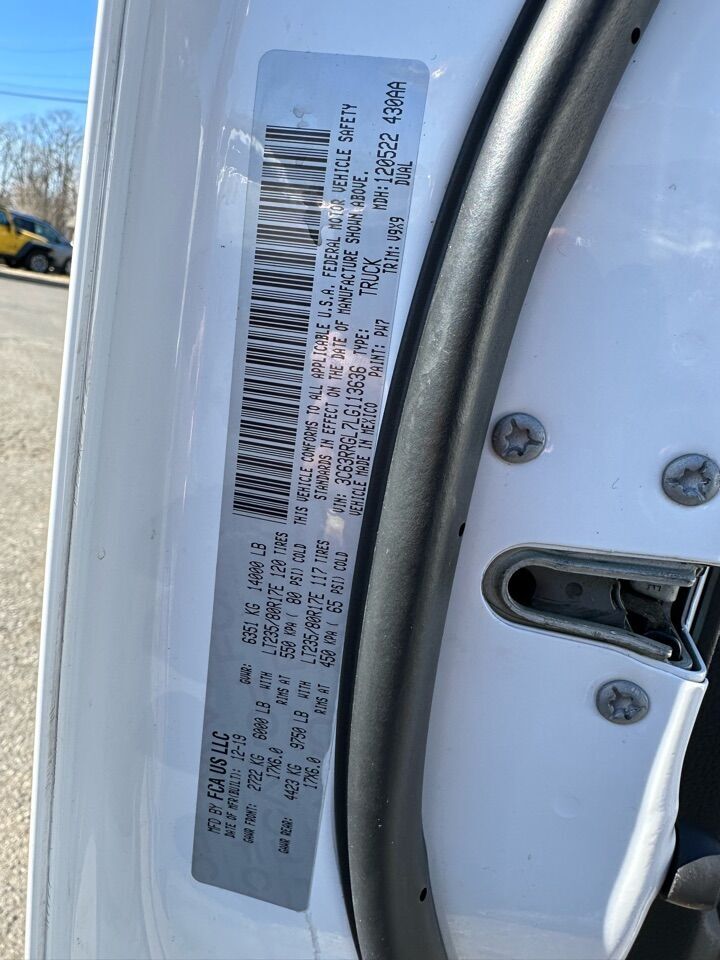 MFD BY FCA US LLC
DATE OF MFR(BUILT): 12-19 GVWR: 6351 KG 14000 LB
GAWR FRONT: 2722 KG 6000 LB WITH LT235/80R17E 120 TIRES
17X6.0 RIMS AT 550 KPA ( 80 PSI) COLD
GAWR REAR: 4423 KG 9750 LB WITH LT235/80R17E 117 TIRES
17X6.0 RIMS AT 450 KPA ( 65 PSI) COLD
THIS VEHICLE CONFORMS TO ALL APPLICABLE U.S.A. FEDERAL MOTOR VEHICLE SAFETY
STANDARDS IN EFFECT ON THE DATE OF MANUFACTURE SHOWN ABOVE.
VIN: 3C63RRGL7LG113636 TYPE: TRUCK MDH: 120522 430AA
VEHICLE MADE IN MEXICO PAINT: PW7 TRIM: V9X9 DUAL